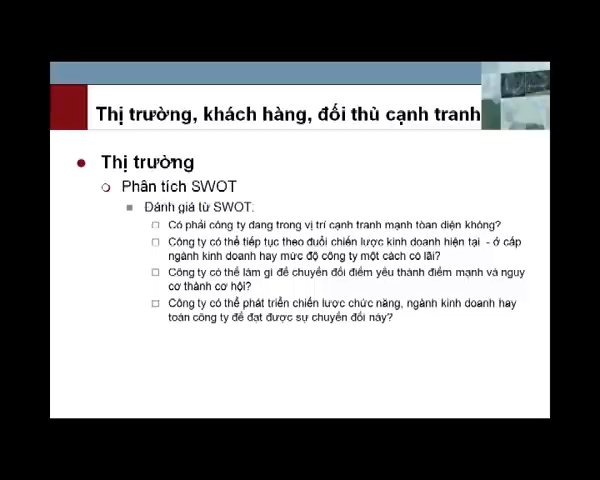 Thị trường, khách hàng, đối thủ cạnh tranh
Thị trường
Phân tích SWOT
Đánh giá từ SWOT:
Có phải công ty đang trong vị trí cạnh tranh mạnh tòan diện không?
Công ty có thể tiếp tục theo đuổi chiến lược kinh doanh hiện tại - ở cấp
ngành kinh doanh hay mức độ công ty một cách có lãi?
Công ty có thể làm gì để chuyển đổi điểm yêu thành điểm mạnh và nguy
cơ thành cơ hội?
Công ty có thể phát triển chiến lược chức năng, ngành kinh doanh hay
toàn công ty để đạt được sự chuyển đổi này?